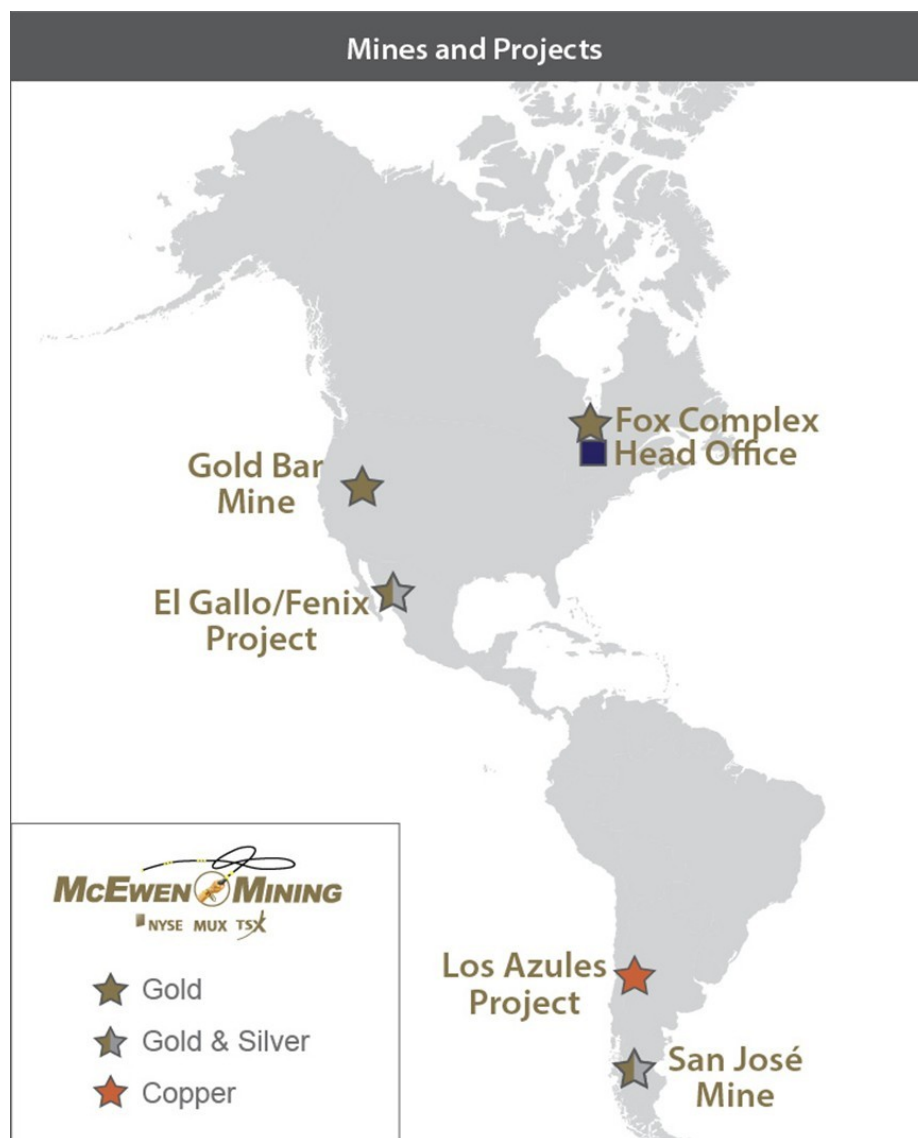 Mines and Projects
Fox Complex
Head Office
Gold Bar
Mine
El Gallo/Fenix
Project
Los Azules
Project
San José
Mine
McEwen Mining
NYSE MUX TSX
Gold
Gold & Silver
Copper